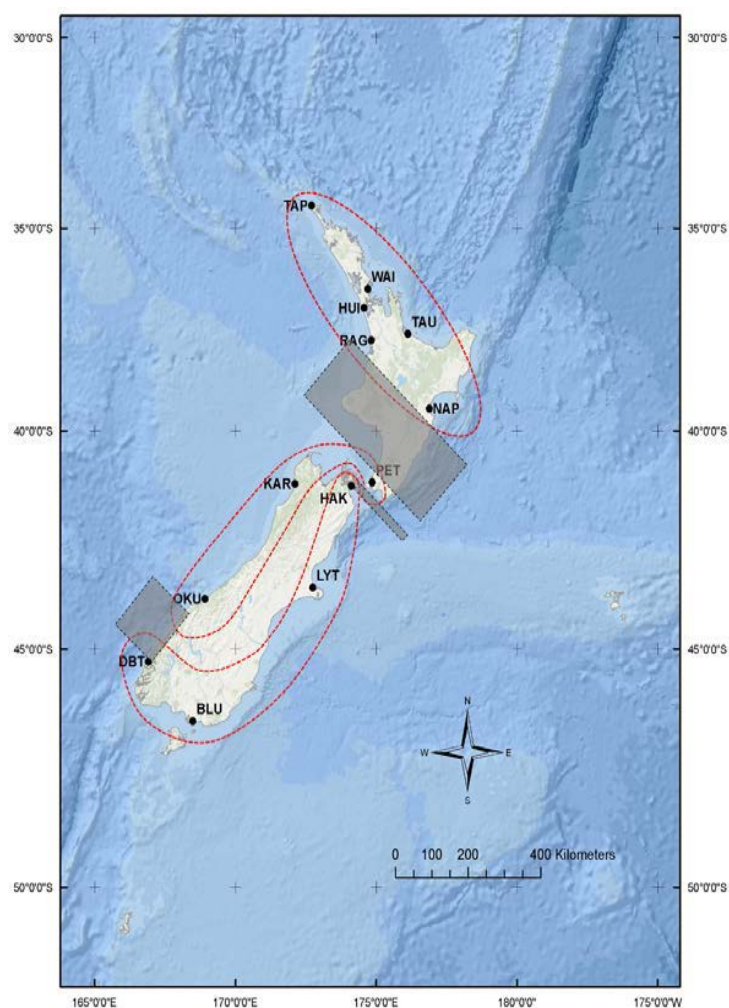 30°0'0"S
30°0'0"S
TAP
35°0'0"S
35°0'0"S
WAI
HUI
TAU
RAG
NAP
40°0'0"S
40°0'0"S
PET
KAR
HAK
LYT
OKU
45°0'0"S
45°0'0"S
DBT
BLU
N
W
E
S
0 100 200 400 Kilometers
50°0'0"S
50°0'0"S
165°0'0"E
170°0'0"E
175°0'0"E
180°0'0"
175°0'0"W